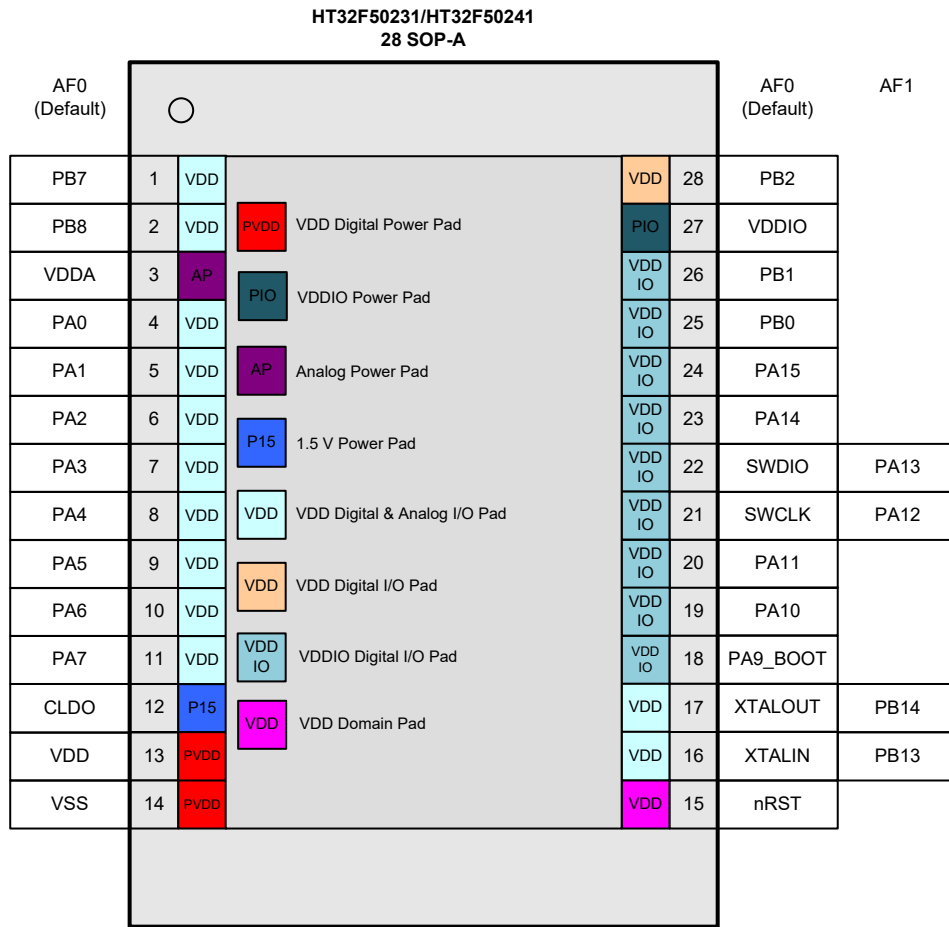 HT32F50231/HT32F50241
28 SOP-A
AF0
(Default)
AF0
(Default)
AF1
PB7 1 VDD
VDD 28 PB2
PB8 2 VDD
PVDD VDD Digital Power Pad
PIO 27 VDDIO
VDDA 3 AP
PIO VDDIO Power Pad
VDD
IO
26 PB1
PA0 4 VDD
VDD
IO
25 PB0
PA1 5 VDD
AP Analog Power Pad
VDD
IO
24 PA15
PA2 6 VDD
P15 1.5 V Power Pad
VDD
IO
23 PA14
PA3 7 VDD
VDD
IO
22 SWDIO PA13
PA4 8 VDD
VDD VDD Digital & Analog I/O Pad
VDD
IO
21 SWCLK PA12
PA5 9 VDD
VDD VDD Digital I/O Pad
VDD
IO
20 PA11
PA6 10 VDD
VDD
IO
19 PA10
PA7 11 VDD
VDD
IO
VDDIO Digital I/O Pad
VDD
IO
18 PA9_BOOT
CLDO 12 P15
VDD VDD Domain Pad
VDD 17 XTALOUT PB14
VDD 13 PVDD
VDD 16 XTALIN PB13
VSS 14 PVDD
VDD 15 nRST